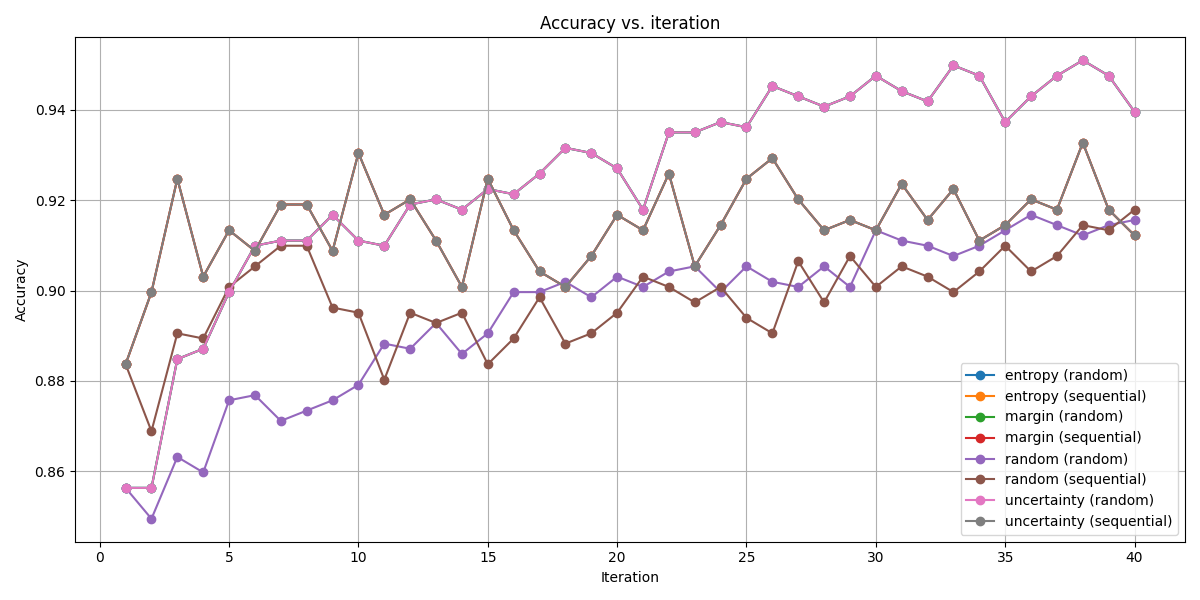 Accuracy vs. iteration
0.94
0.92
0.90
0.88
0.86
Accuracy
0
5
10
15
20
25
30
35
40
Iteration
entropy (random)
entropy (sequential)
margin (random)
margin (sequential)
random (random)
random (sequential)
uncertainty (random)
uncertainty (sequential)